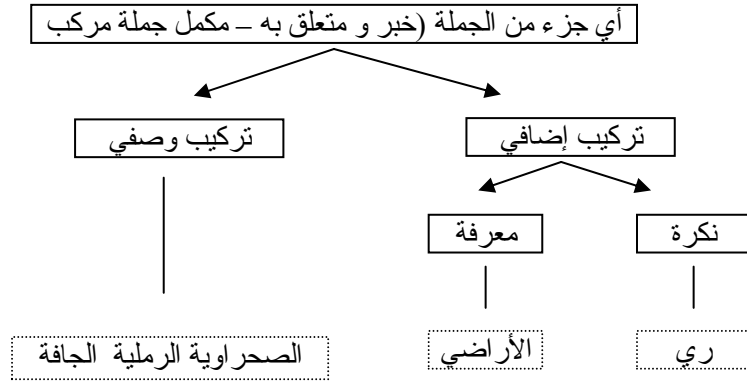 أي جزء من الجملة (خبر و متعلق به – مكمل جملة مركب
تركيب إضافي
تركيب وصفي
نكرة
معرفة
ري
الأراضي
الصحراوية الرملية الجافة